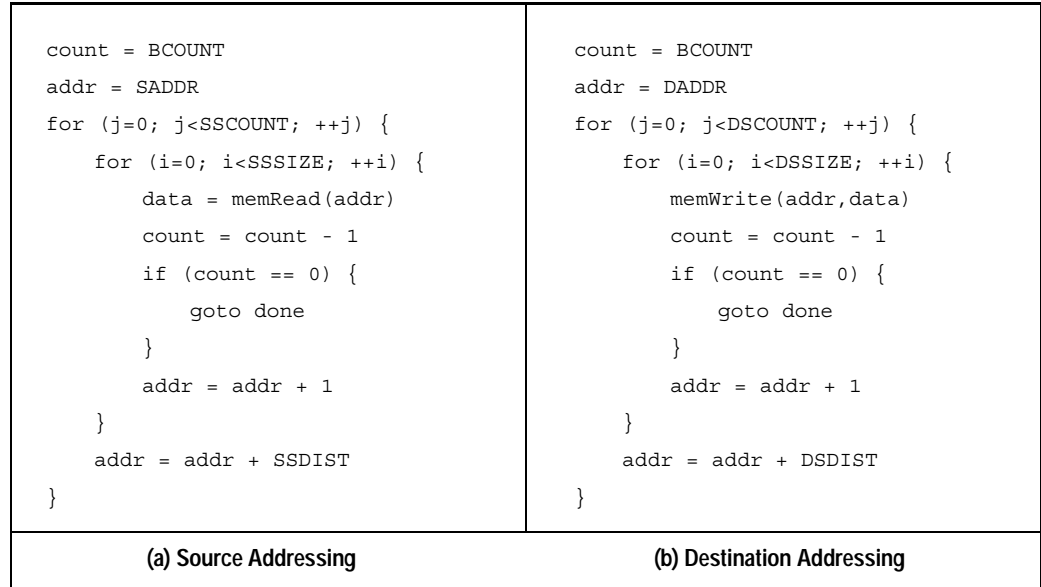 count = BCOUNT
addr = SADDR
for (j=0; j<SSCOUNT; ++j) {
for (i=0; i<SSSIZE; ++i) {
data = memRead(addr)
count = count - 1
if (count == 0) {
goto done
}
addr = addr + 1
}
addr = addr + SSDIST
}
(a) Source Addressing
count = BCOUNT
addr = DADDR
for (j=0; j<DSCOUNT; ++j) {
for (i=0; i<DSSIZE; ++i) {
memWrite(addr,data)
count = count - 1
if (count == 0) {
goto done
}
addr = addr + 1
}
addr = addr + DSDIST
}
(b) Destination Addressing